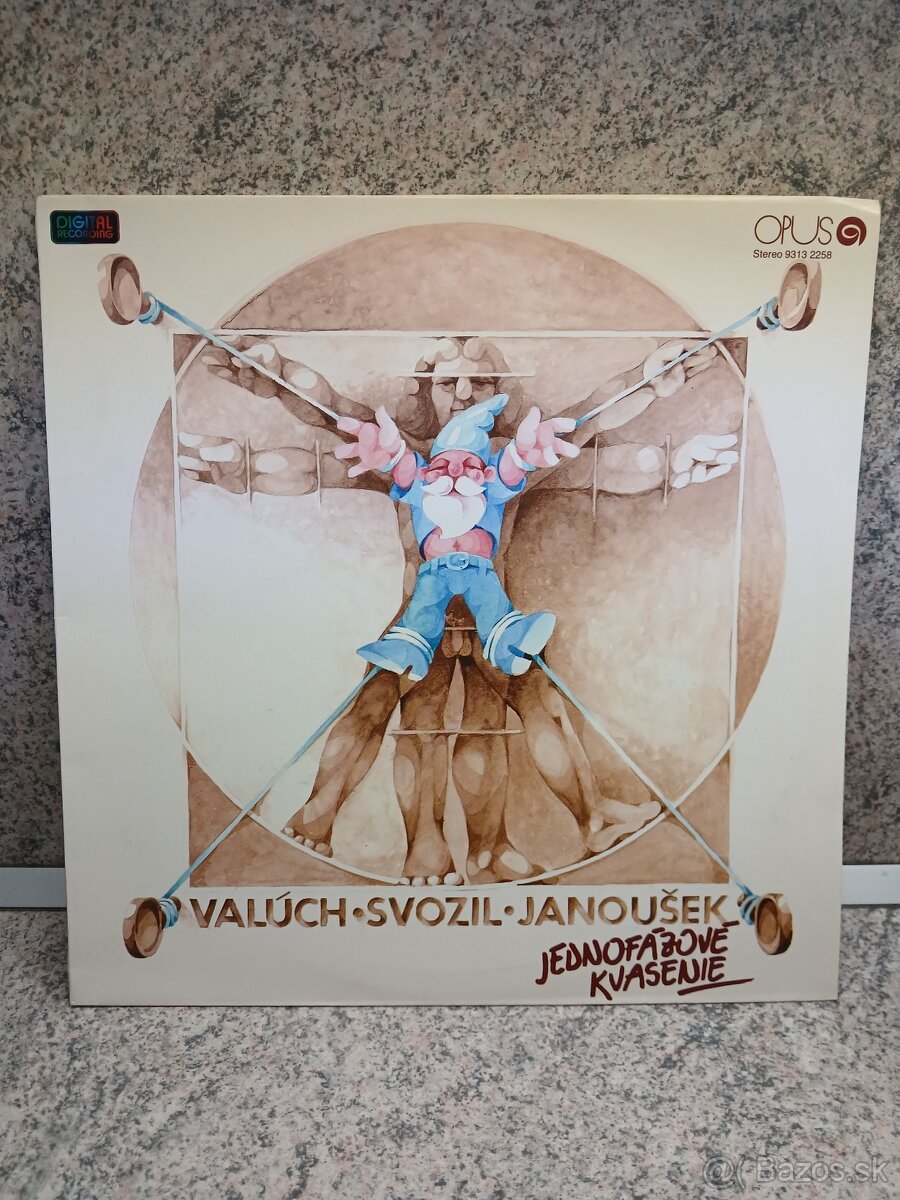 DIGITAL
RECORDING
OPUS
Stereo 9313 2258
VALÚCH•SVOZIL•JANOUŠEK
JEDNOFÁZOVÉ
KVASENIE
@( Bazos.sk